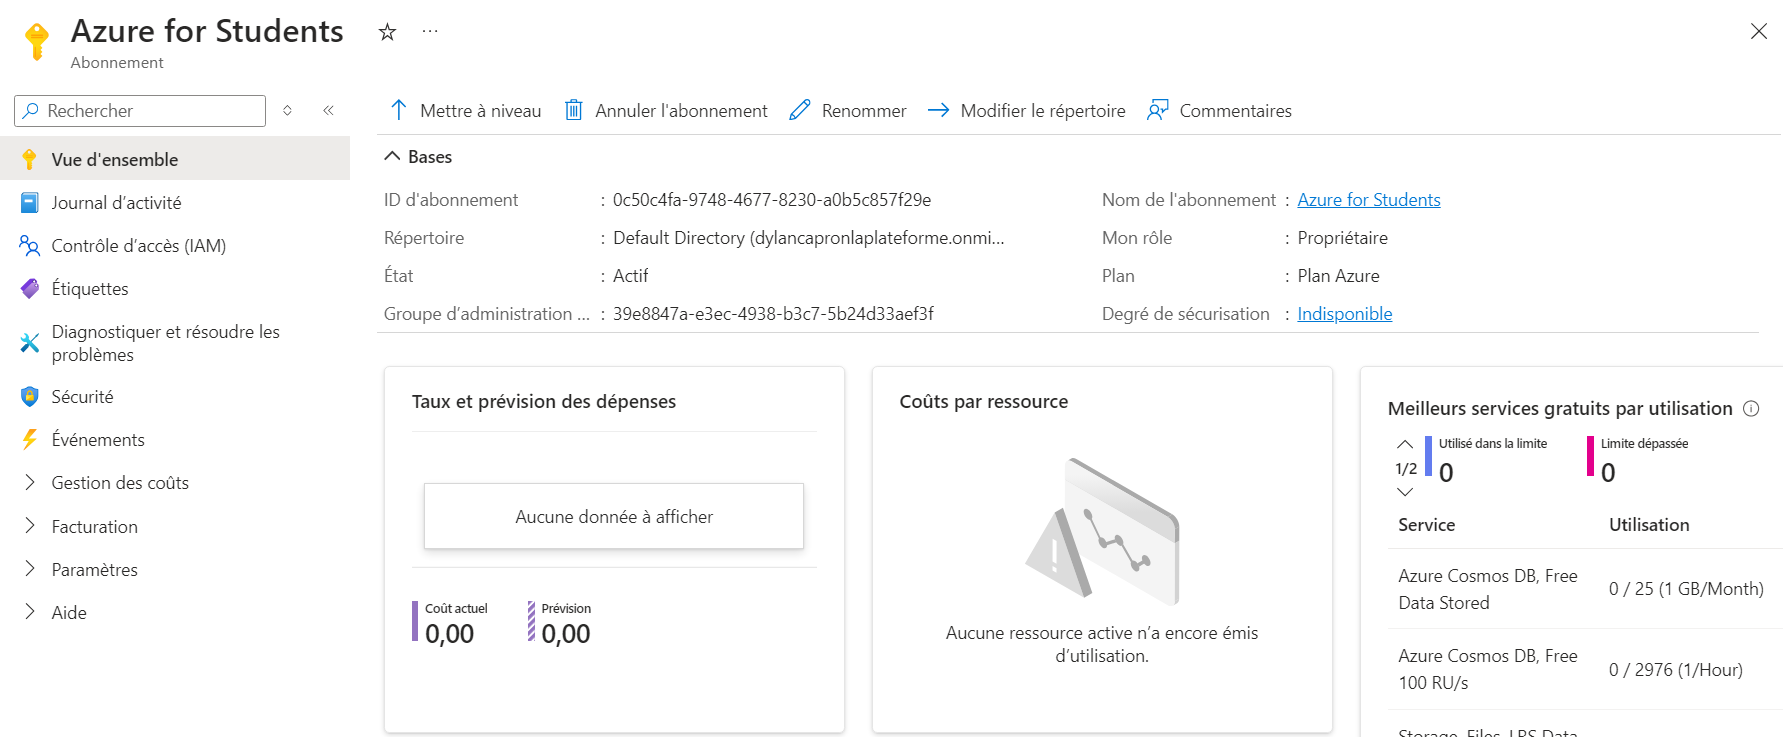 Azure for Students
Abonnement
Rechercher
Vue d'ensemble
Journal d'activité
Contrôle d'accès (IAM)
Étiquettes
Diagnostiquer et résoudre les
problèmes
Sécurité
Événements
Gestion des coûts
Facturation
Paramètres
Aide
Mettre à niveau
Annuler l'abonnement
Renommer
Modifier le répertoire
Commentaires
Bases
ID d'abonnement : 0c50c4fa-9748-4677-8230-a0b5c857f29e
Répertoire : Default Directory (dylancapronlaplateforme.onmi...
État : Actif
Groupe d'administration ... : 39e8847a-e3ec-4938-b3c7-5b24d33aef3f
Nom de l'abonnement : Azure for Students
Mon rôle : Propriétaire
Plan : Plan Azure
Degré de sécurisation : Indisponible
Taux et prévision des dépenses
Aucune donnée à afficher
Coût actuel
0,00
Prévision
0,00
Coûts par ressource
Aucune ressource active n'a encore émis
d'utilisation.
Meilleurs services gratuits par utilisation
1/2
Utilisé dans la limite
0
Limite dépassée
0
Service Utilisation
Azure Cosmos DB, Free
Data Stored
0 / 25 (1 GB/Month)
Azure Cosmos DB, Free
100 RU/s
0 / 2976 (1/Hour)
Storage, Files, LRS Data